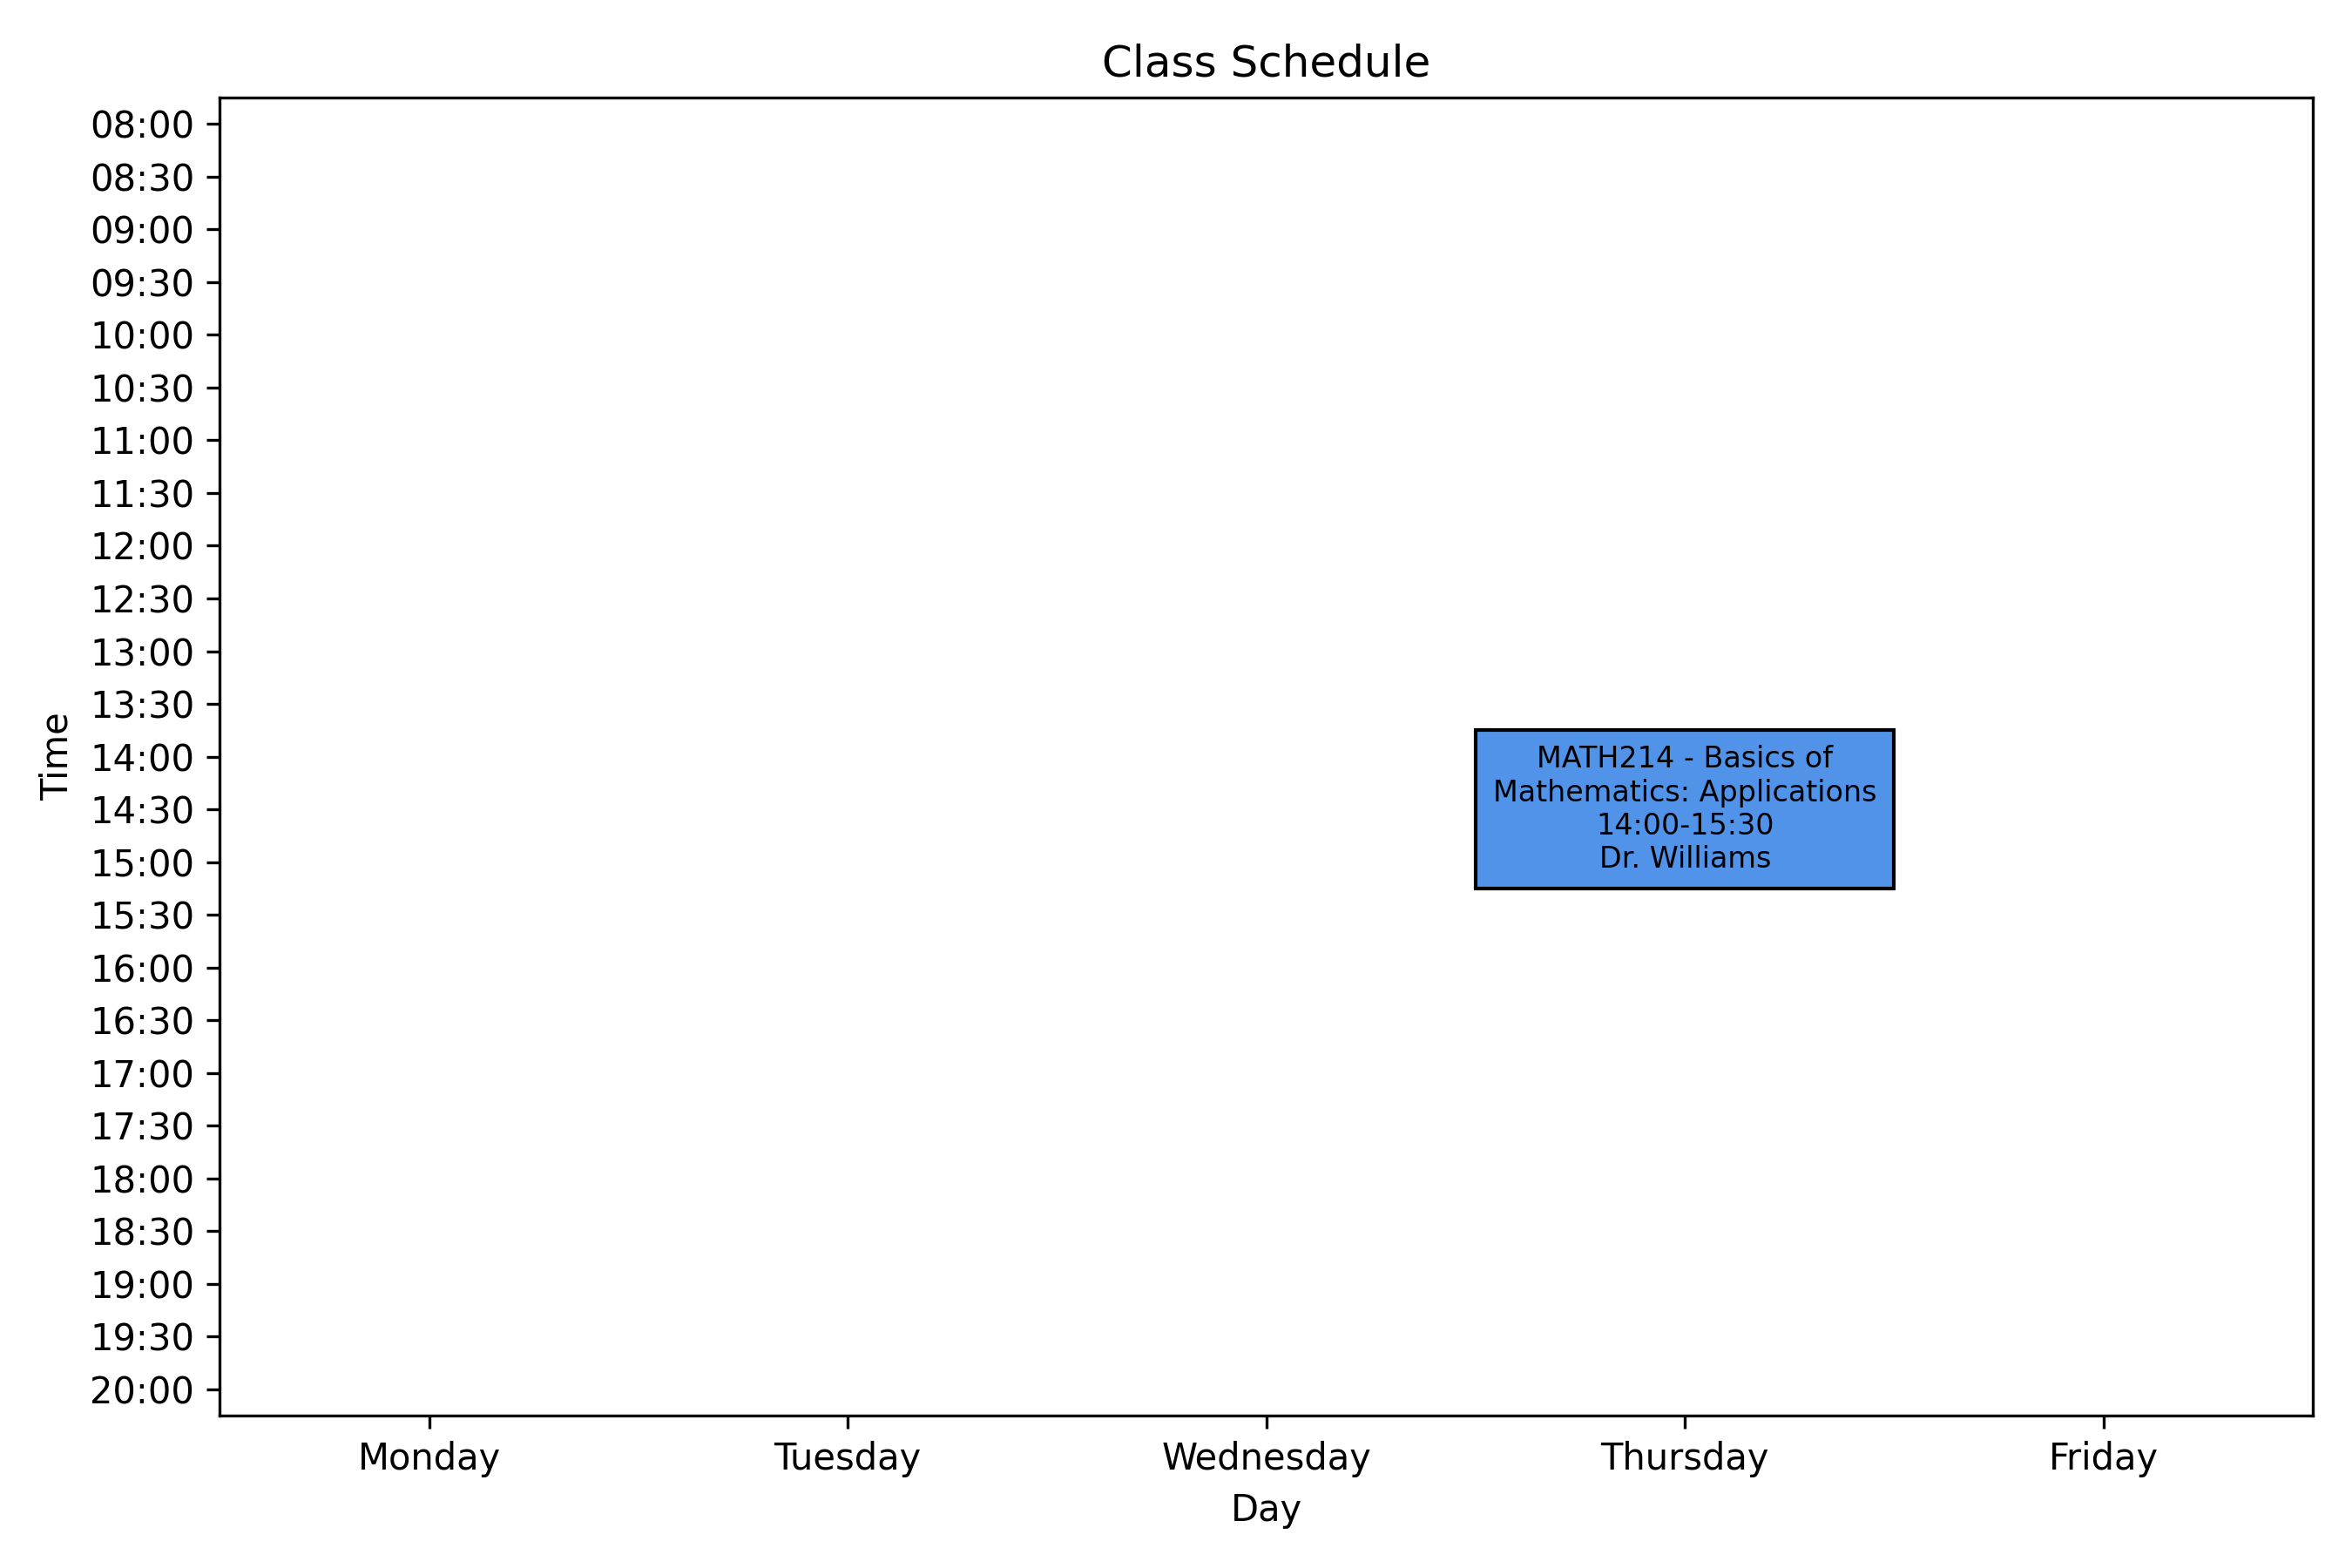 Class Schedule
Time
08:00
08:30
09:00
09:30
10:00
10:30
11:00
11:30
12:00
12:30
13:00
13:30
14:00
14:30
15:00
15:30
16:00
16:30
17:00
17:30
18:00
18:30
19:00
19:30
20:00
MATH214 - Basics of
Mathematics: Applications
14:00-15:30
Dr. Williams
Monday
Tuesday
Wednesday
Thursday
Friday
Day